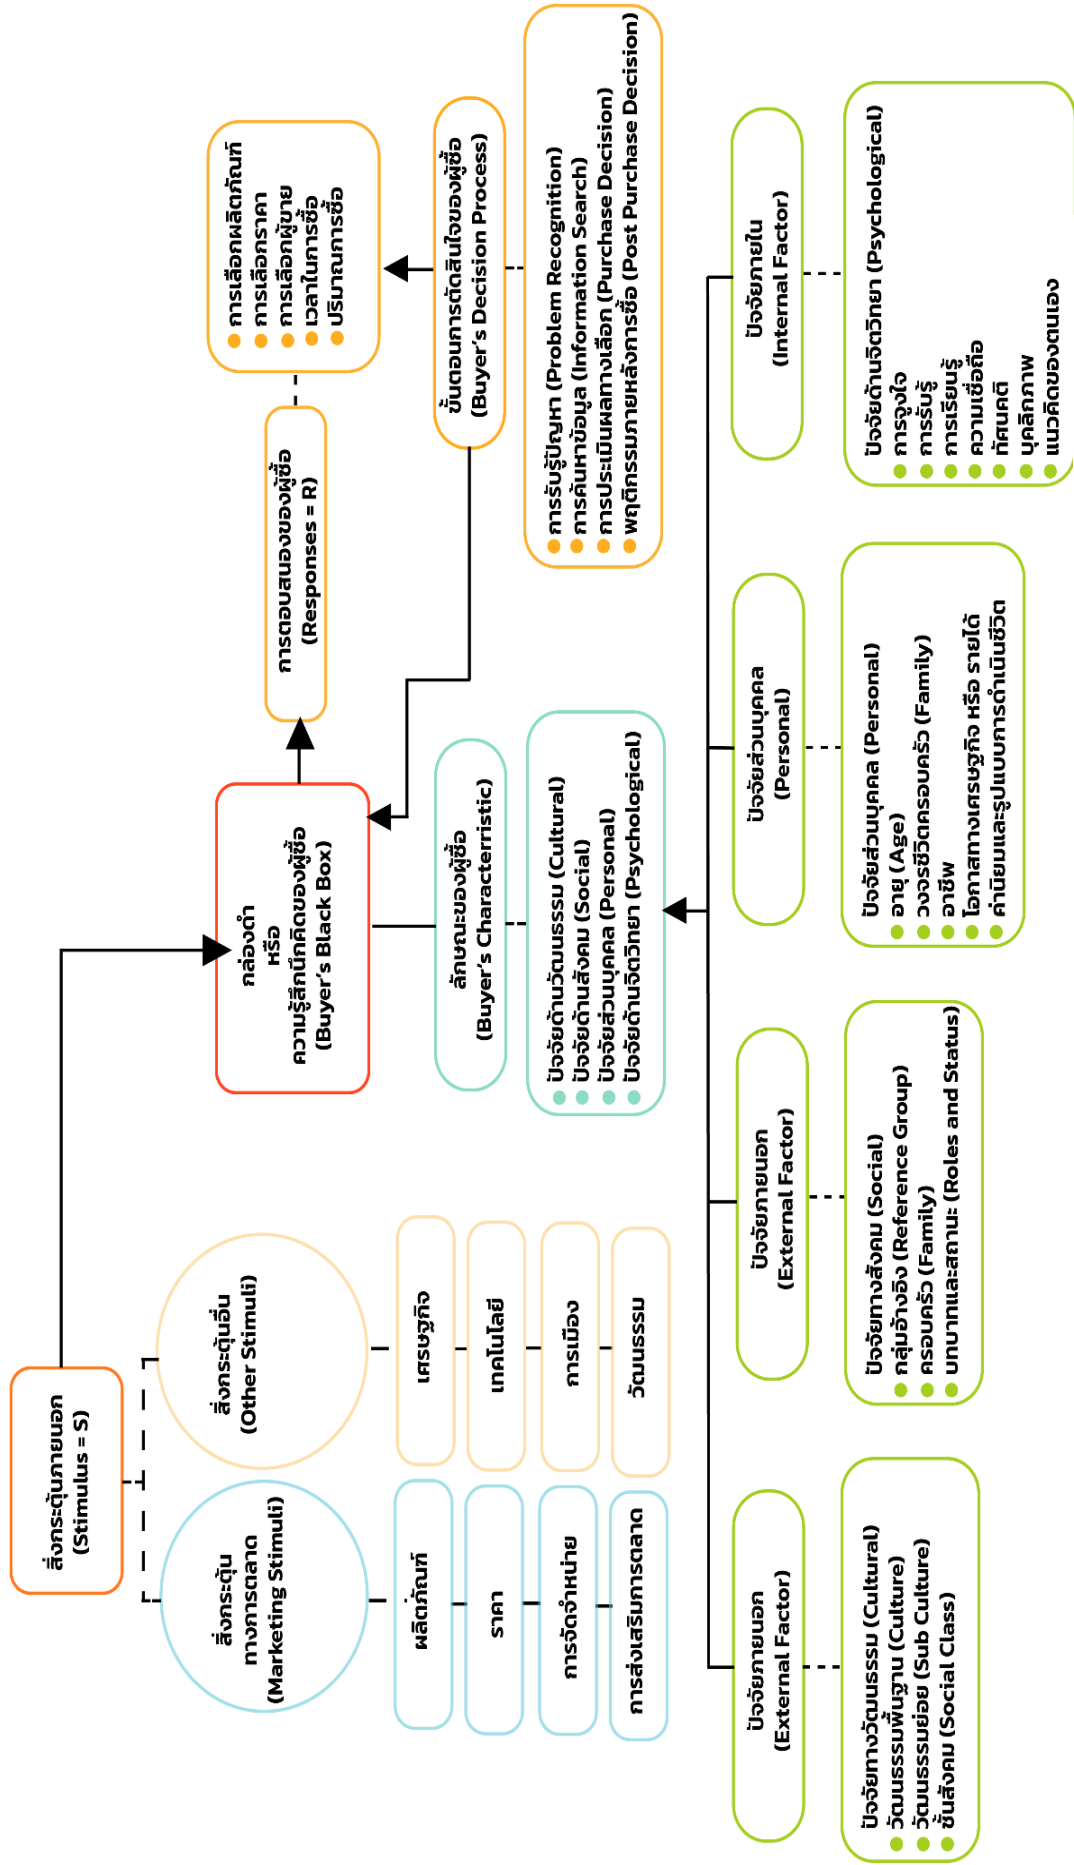 สิ่งกระตุ้นภายนอก
(Stimulus = S)
สิ่งกระตุ้น
ทางการตลาด
(Marketing Stimuli)
สิ่งกระตุ้นอื่น
(Other Stimuli)
ผลิตภัณฑ์
ราคา
การจัดจำหน่าย
การส่งเสริมการตลาด
เศรษฐกิจ
เทคโนโลยี
การเมือง
วัฒนธรรม
กล่องดำ
หรือ
ความรู้สึกนึกคิดของผู้ซื้อ
(Buyer's Black Box)
การตอบสนองของผู้ซื้อ
(Responses = R)
การเลือกผลิตภัณฑ์
การเลือกราคา
การเลือกผู้ขาย
เวลาในการซื้อ
ปริมาณการซื้อ
ลักษณะของผู้ซื้อ
(Buyer's Characterristic)
ปัจจัยด้านวัฒนธรรม (Cultural)
ปัจจัยด้านสังคม (Social)
ปัจจัยส่วนบุคคล (Personal)
ปัจจัยด้านจิตวิทยา (Psychological)
ขั้นตอนการตัดสินใจของผู้ซื้อ
(Buyer's Decision Process)
การรับรู้ปัญหา (Problem Recognition)
การค้นหาข้อมูล (Information Search)
การประเมินผลทางเลือก (Purchase Decision)
พฤติกรรมภายหลังการซื้อ (Post Purchase Decision)
ปัจจัยภายนอก
(External Factor)
ปัจจัยทางวัฒนธรรม (Cultural)
วัฒนธรรมพื้นฐาน (Culture)
วัฒนธรรมย่อย (Sub Culture)
ชั้นสังคม (Social Class)
ปัจจัยภายนอก
(External Factor)
ปัจจัยทางสังคม (Social)
กลุ่มอ้างอิง (Reference Group)
ครอบครัว (Family)
บทบาทและสถานะ (Roles and Status)
ปัจจัยส่วนบุคคล
(Personal)
ปัจจัยส่วนบุคคล (Personal)
อายุ (Age)
วงจรชีวิตครอบครัว (Family)
อาชีพ
โอกาสทางเศรษฐกิจ หรือ รายได้
ค่านิยมและรูปแบบการดำเนินชีวิต
ปัจจัยภายใน
(Internal Factor)
ปัจจัยด้านจิตวิทยา (Psychological)
การจูงใจ
การรับรู้
การเรียนรู้
ความเชื่อถือ
ทัศนคติ
บุคลิกภาพ
แนวคิดของตนเอง